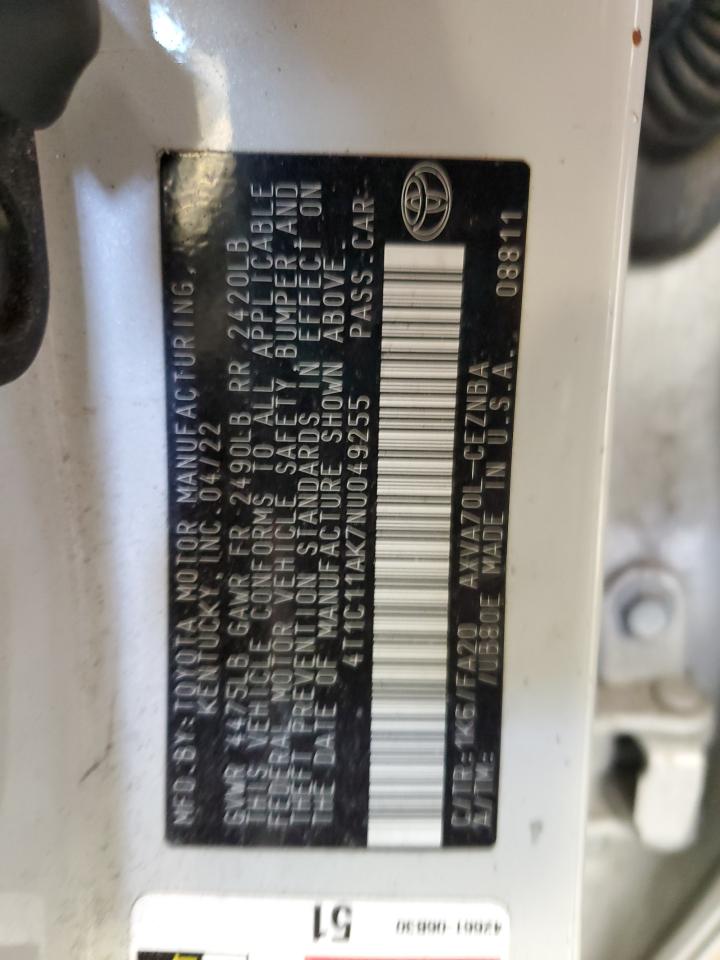 MFD. BY: TOYOTA MOTOR MANUFACTURING,
KENTUCKY, INC. 04/22
GVWR 4475LB GAWR FR 2490LB RR 2420LB
THIS VEHICLE CONFORMS TO ALL APPLICABLE
FEDERAL MOTOR VEHICLE SAFETY, BUMPER, AND
THEFT PREVENTION STANDARDS IN EFFECT ON
THE DATE OF MANUFACTURE SHOWN ABOVE.
4T1C11AK7NU049255 PASS. CAR
C/TR: 1K6/FA20 AXVA70L-CEZNBA
A/TM: /UB80E MADE IN U.S.A. 08811
51
42661-06B30